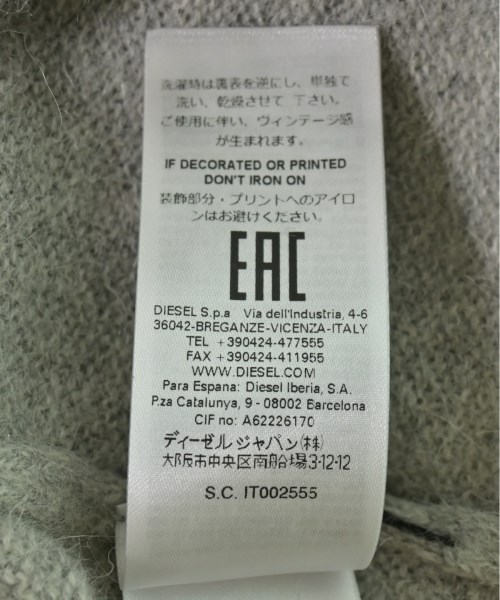 洗濯時は裏表を逆にし、単独で
洗い、乾燥させて 下さい。
ご使用に伴い、ヴィンテージ感
が生まれます。
IF DECORATED OR PRINTED
DON'T IRON ON
装飾部分・プリントへのアイロ
ンはお避けください。
EAC
DIESEL S.p.a Via dell'Industria, 4-6
36042-BREGANZE-VICENZA-ITALY
TEL +390424-477555
FAX +390424-411955
WWW.DIESEL.COM
Para Espana: Diesel Iberia, S.A.
P.za Catalunya, 9 - 08002 Barcelona
CIF no: A62226170
ディーゼルジャパン(株)
大阪市中央区南船場3-12-12
S.C. IT002555